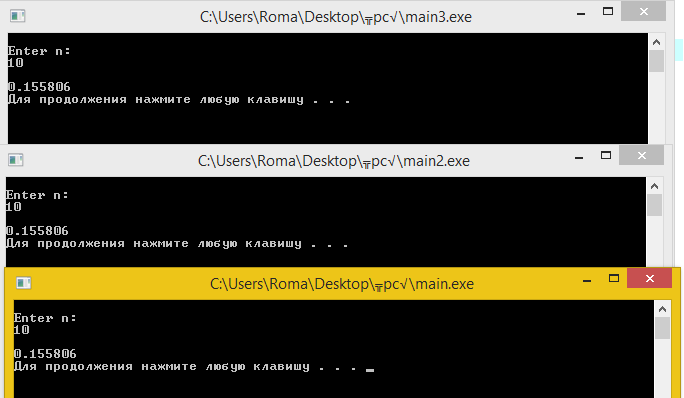 C:\Users\Roma\Desktop\╦pc√\main3.exe
Enter n:
10
0.155806
Для продолжения нажмите любую клавишу . . .
C:\Users\Roma\Desktop\╦pc√\main2.exe
Enter n:
10
0.155806
Для продолжения нажмите любую клавишу . . .
C:\Users\Roma\Desktop\╦pc√\main.exe
Enter n:
10
0.155806
Для продолжения нажмите любую клавишу . . . _